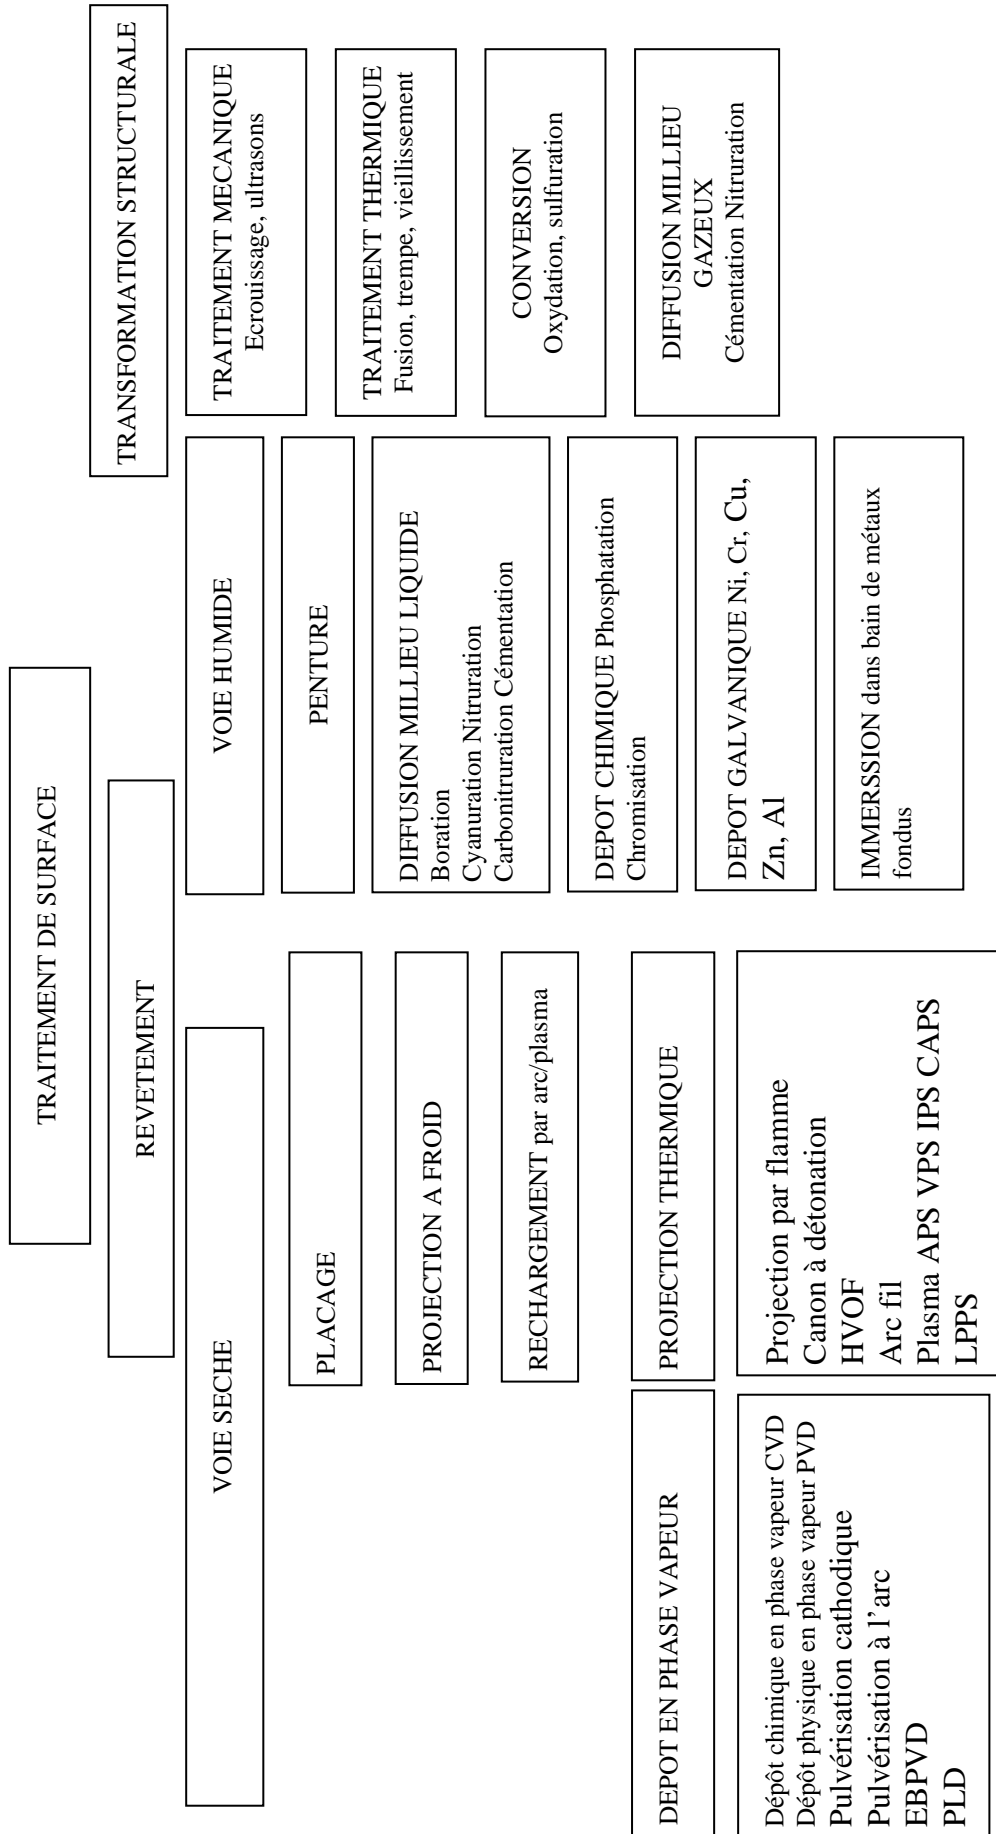 TRAITEMENT DE SURFACE
REVETEMENT
TRANSFORMATION STRUCTURALE
VOIE SECHE
VOIE HUMIDE
TRAITEMENT MECANIQUE
Ecrouissage, ultrasons
PLACAGE
PENTURE
TRAITEMENT THERMIQUE
Fusion, trempe, vieillissement
PROJECTION A FROID
DIFFUSION MILLIEU LIQUIDE
Boration
Cyanuration Nitruration
Carbonitruration Cémentation
CONVERSION
Oxydation, sulfuration
RECHARGEMENT par arc/plasma
DEPOT CHIMIQUE Phosphatation
Chromisation
DIFFUSION MILLIEU
GAZEUX
Cémentation Nitruration
DEPOT EN PHASE VAPEUR
PROJECTION THERMIQUE
DEPOT GALVANIQUE Ni, Cr, Cu,
Zn, Al
Dépôt chimique en phase vapeur CVD
Dépôt physique en phase vapeur PVD
Pulvérisation cathodique
Pulvérisation à l'arc
EBPVD
PLD
Projection par flamme
Canon à détonation
HVOF
Arc fil
Plasma APS VPS IPS CAPS
LPPS
IMMERSSION dans bain de métaux
fondus